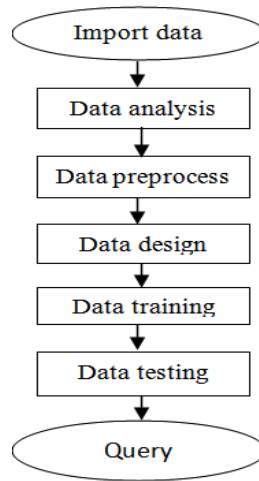 Import data
Data analysis
Data preprocess
Data design
Data training
Data testing
Query